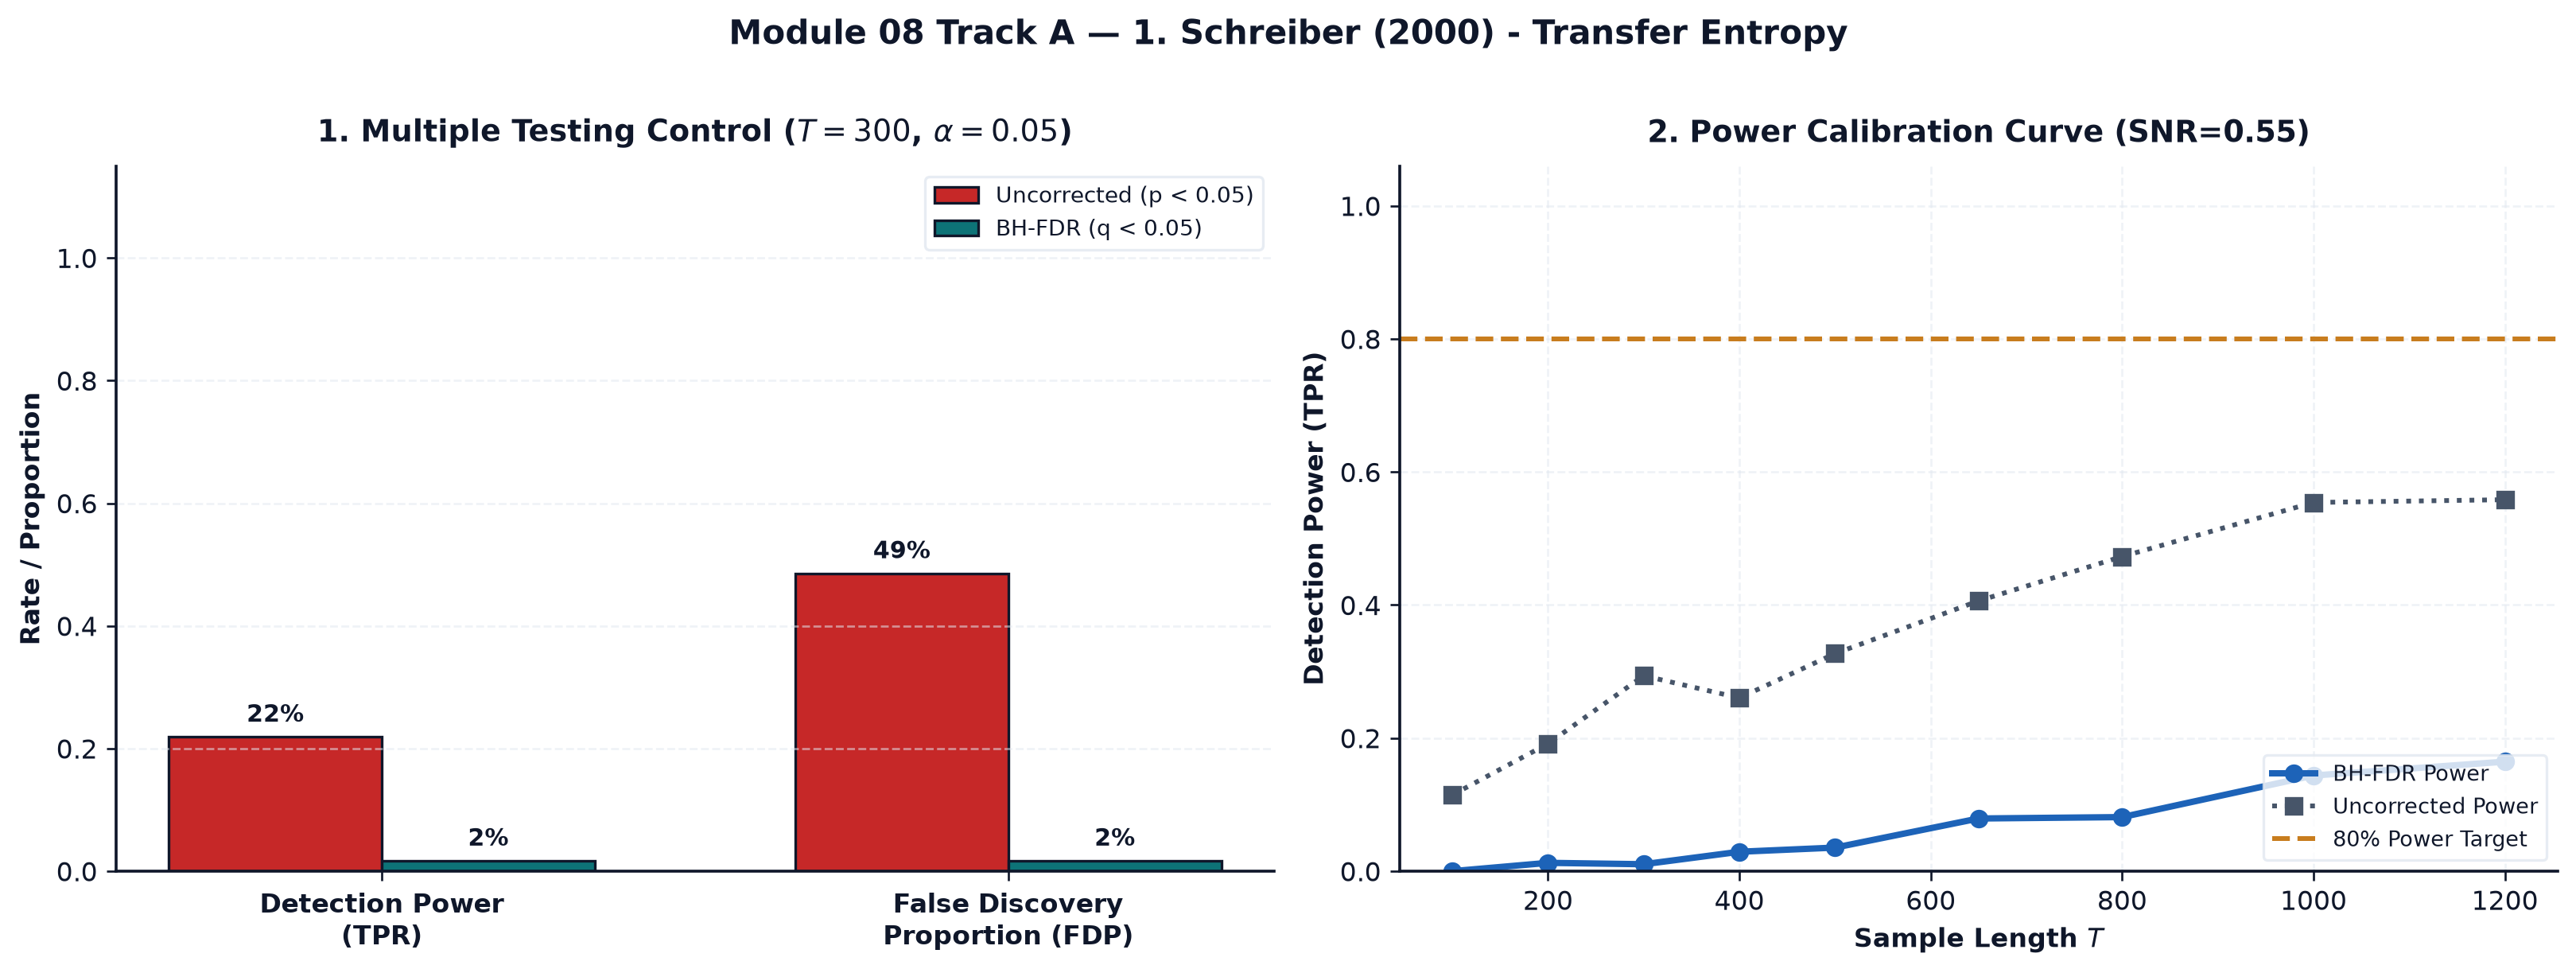 Module 08 Track A — 1. Schreiber (2000) - Transfer Entropy
1. Multiple Testing Control (T = 300, α = 0.05)
Uncorrected (p < 0.05)
BH-FDR (q < 0.05)
Rate / Proportion
1.0
0.8
0.6
0.4
0.2
0.0
22%
2%
49%
2%
Detection Power
(TPR)
False Discovery
Proportion (FDP)
2. Power Calibration Curve (SNR=0.55)
Detection Power (TPR)
1.0
0.8
0.6
0.4
0.2
0.0
BH-FDR Power
Uncorrected Power
80% Power Target
200
400
600
800
1000
1200
Sample Length T